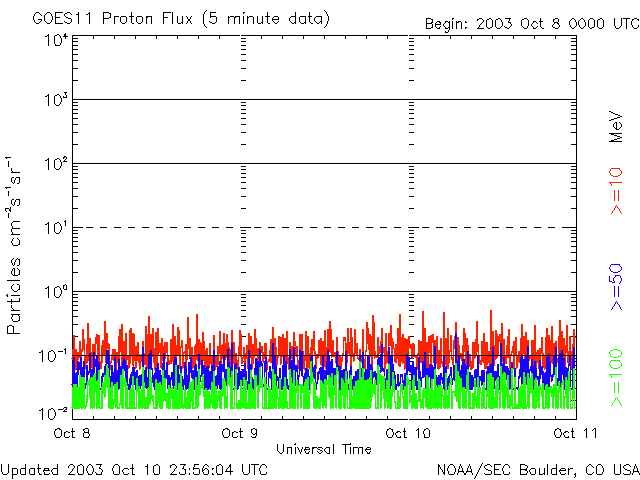 GOES11 Proton Flux (5 minute data)
Begin: 2003 Oct 8 0000 UTC
Particles cm⁻²s⁻¹sr⁻¹
10⁴
10³
10²
10¹
10⁰
10⁻¹
10⁻²
MeV
>=10
>=50
>=100
Oct 8
Oct 9
Oct 10
Oct 11
Universal Time
Updated 2003 Oct 10 23:56:04 UTC
NOAA/SEC Boulder, CO USA